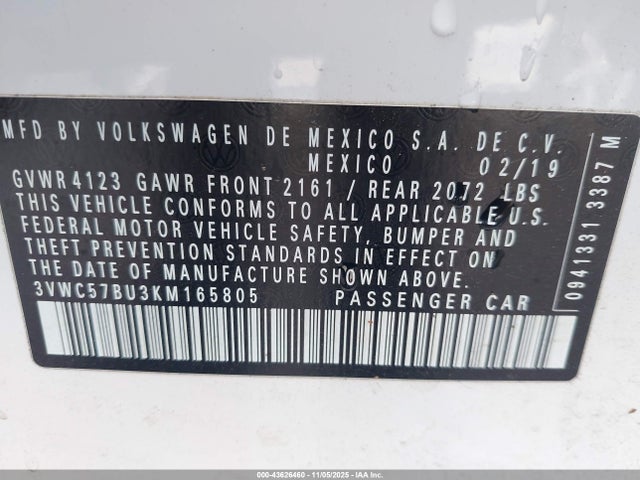 MFD BY VOLKSWAGEN DE MEXICO S.A. DE C.V.
MEXICO 02/19
GVWR 4123 GAWR FRONT 2161 / REAR 2072 LBS
THIS VEHICLE CONFORMS TO ALL APPLICABLE U.S.
FEDERAL MOTOR VEHICLE SAFETY, BUMPER AND
THEFT PREVENTION STANDARDS IN EFFECT ON
THE DATE OF MANUFACTURE SHOWN ABOVE.
3VWC57BU3KM165805 PASSENGER CAR
0941331 3387 M
000-43626460 - 11/05/2025 - IAA Inc.